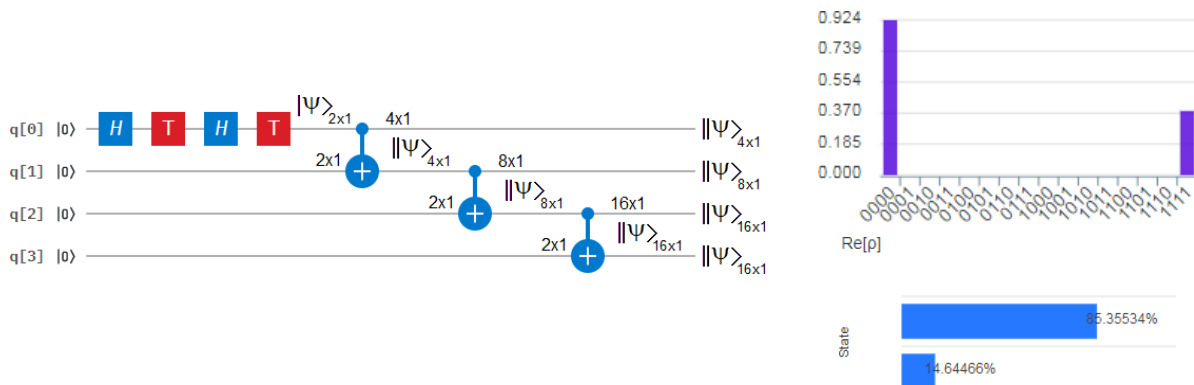 q[0] |0⟩ H T H T |Ψ⟩2x1 4x1 ‖Ψ⟩4x1
q[1] |0⟩ 2x1 ‖Ψ⟩4x1 8x1 ‖Ψ⟩8x1
q[2] |0⟩ 2x1 ‖Ψ⟩8x1 16x1 ‖Ψ⟩16x1
q[3] |0⟩ 2x1 ‖Ψ⟩16x1 ‖Ψ⟩16x1
0.924
0.739
0.554
0.370
0.185
0.000
0000 0001 0010 0011 0100 0101 0110 0111 1000 1001 1010 1011 1100 1101 1110 1111
Re[ρ]
State
85.35534%
14.64466%